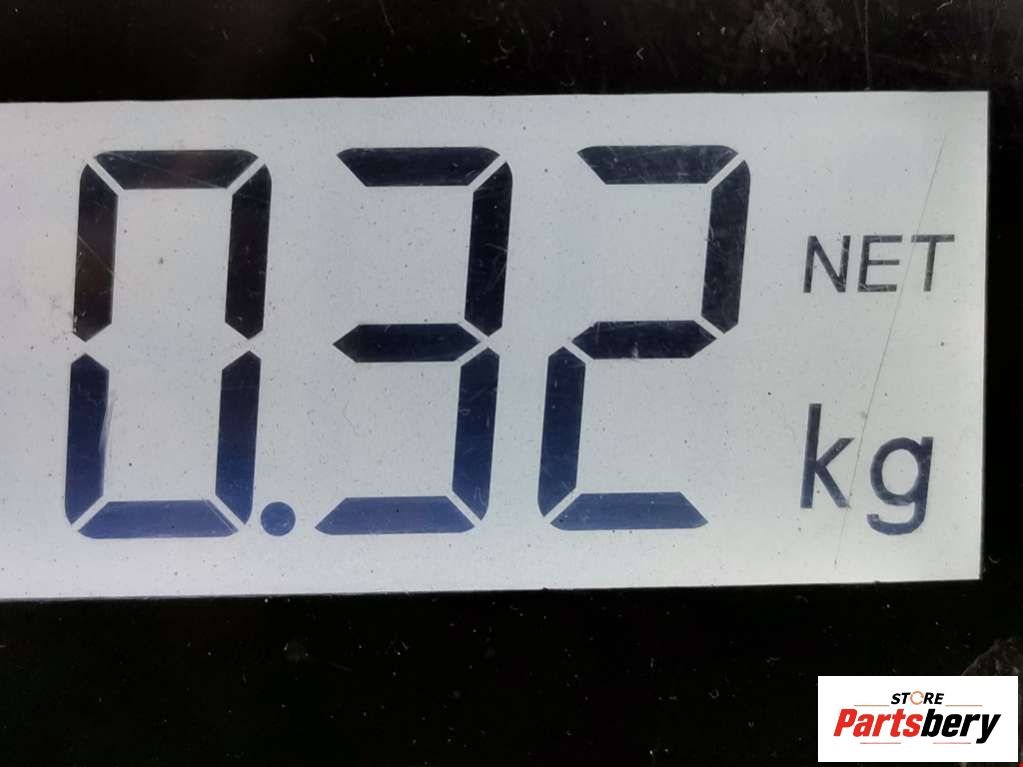 0.32
NET
kg
STORE
Partsbery